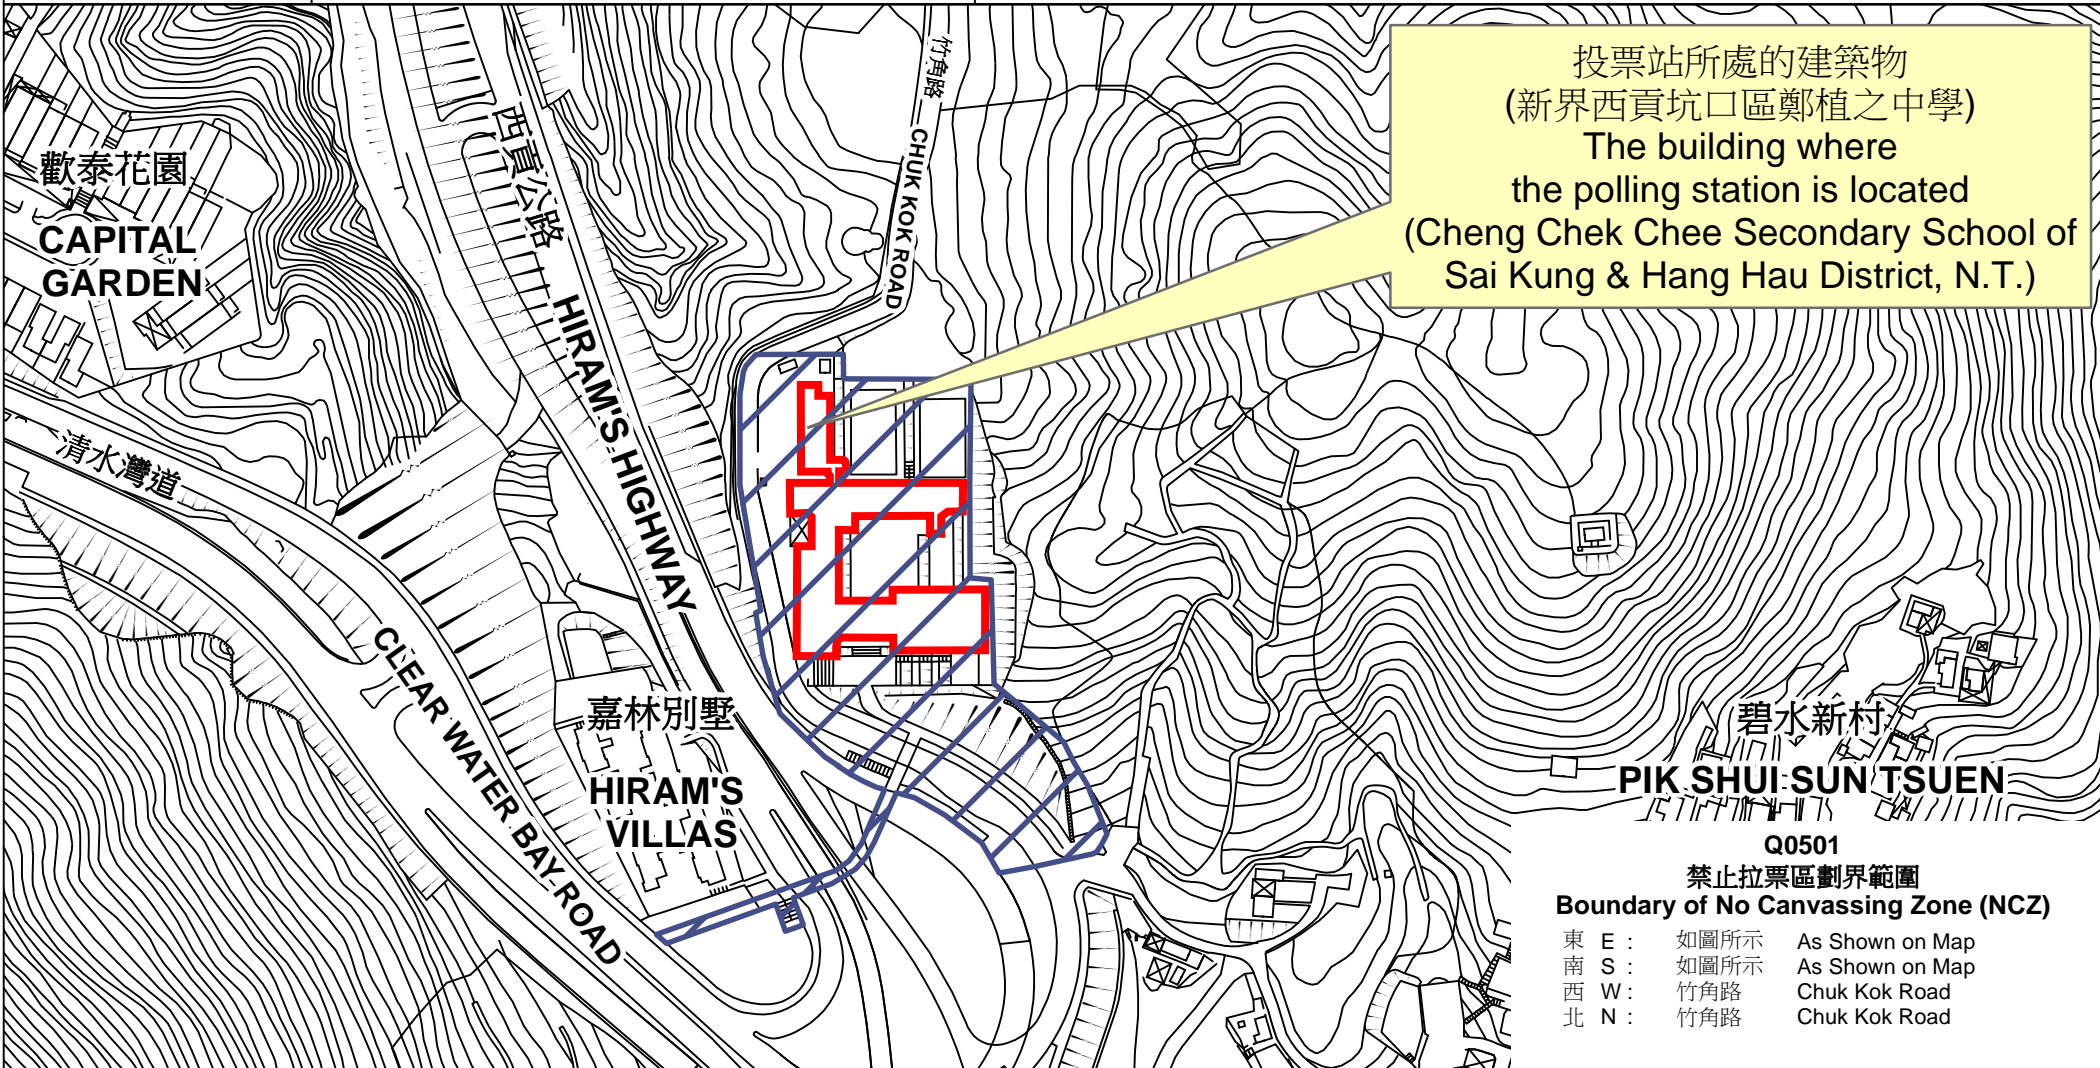 投票站所處的建築物
(新界西貢坑口區鄭植之中學)
The building where
the polling station is located
(Cheng Chek Chee Secondary School of
Sai Kung & Hang Hau District, N.T.)
竹角路
CHUK KOK ROAD
西貢公路
HIRAM'S HIGHWAY
歡泰花園
CAPITAL
GARDEN
清水灣道
CLEAR WATER BAY ROAD
嘉林別墅
HIRAM'S
VILLAS
碧水新村
PIK SHUI SUN TSUEN
Q0501
禁止拉票區劃界範圍
Boundary of No Canvassing Zone (NCZ)
東 E : 如圖所示 As Shown on Map
南 S : 如圖所示 As Shown on Map
西 W : 竹角路 Chuk Kok Road
北 N : 竹角路 Chuk Kok Road